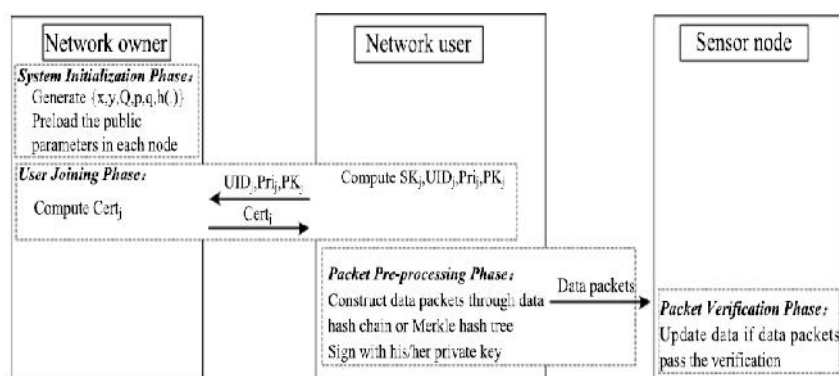 Network owner
Network user
Sensor node
System Initialization Phase:
Generate {x,y,Q,p,q,h(.)}
Preload the public
parameters in each node
User Joining Phase:
UIDj,Prij,PKj
Compute SKj,UIDj,Prij,PKj
Compute Certj
Certj
Packet Pre-processing Phase:
Construct data packets through data
hash chain or Merkle hash tree
Sign with his/her private key
Data packets
Packet Verification Phase:
Update data if data packets
pass the verification